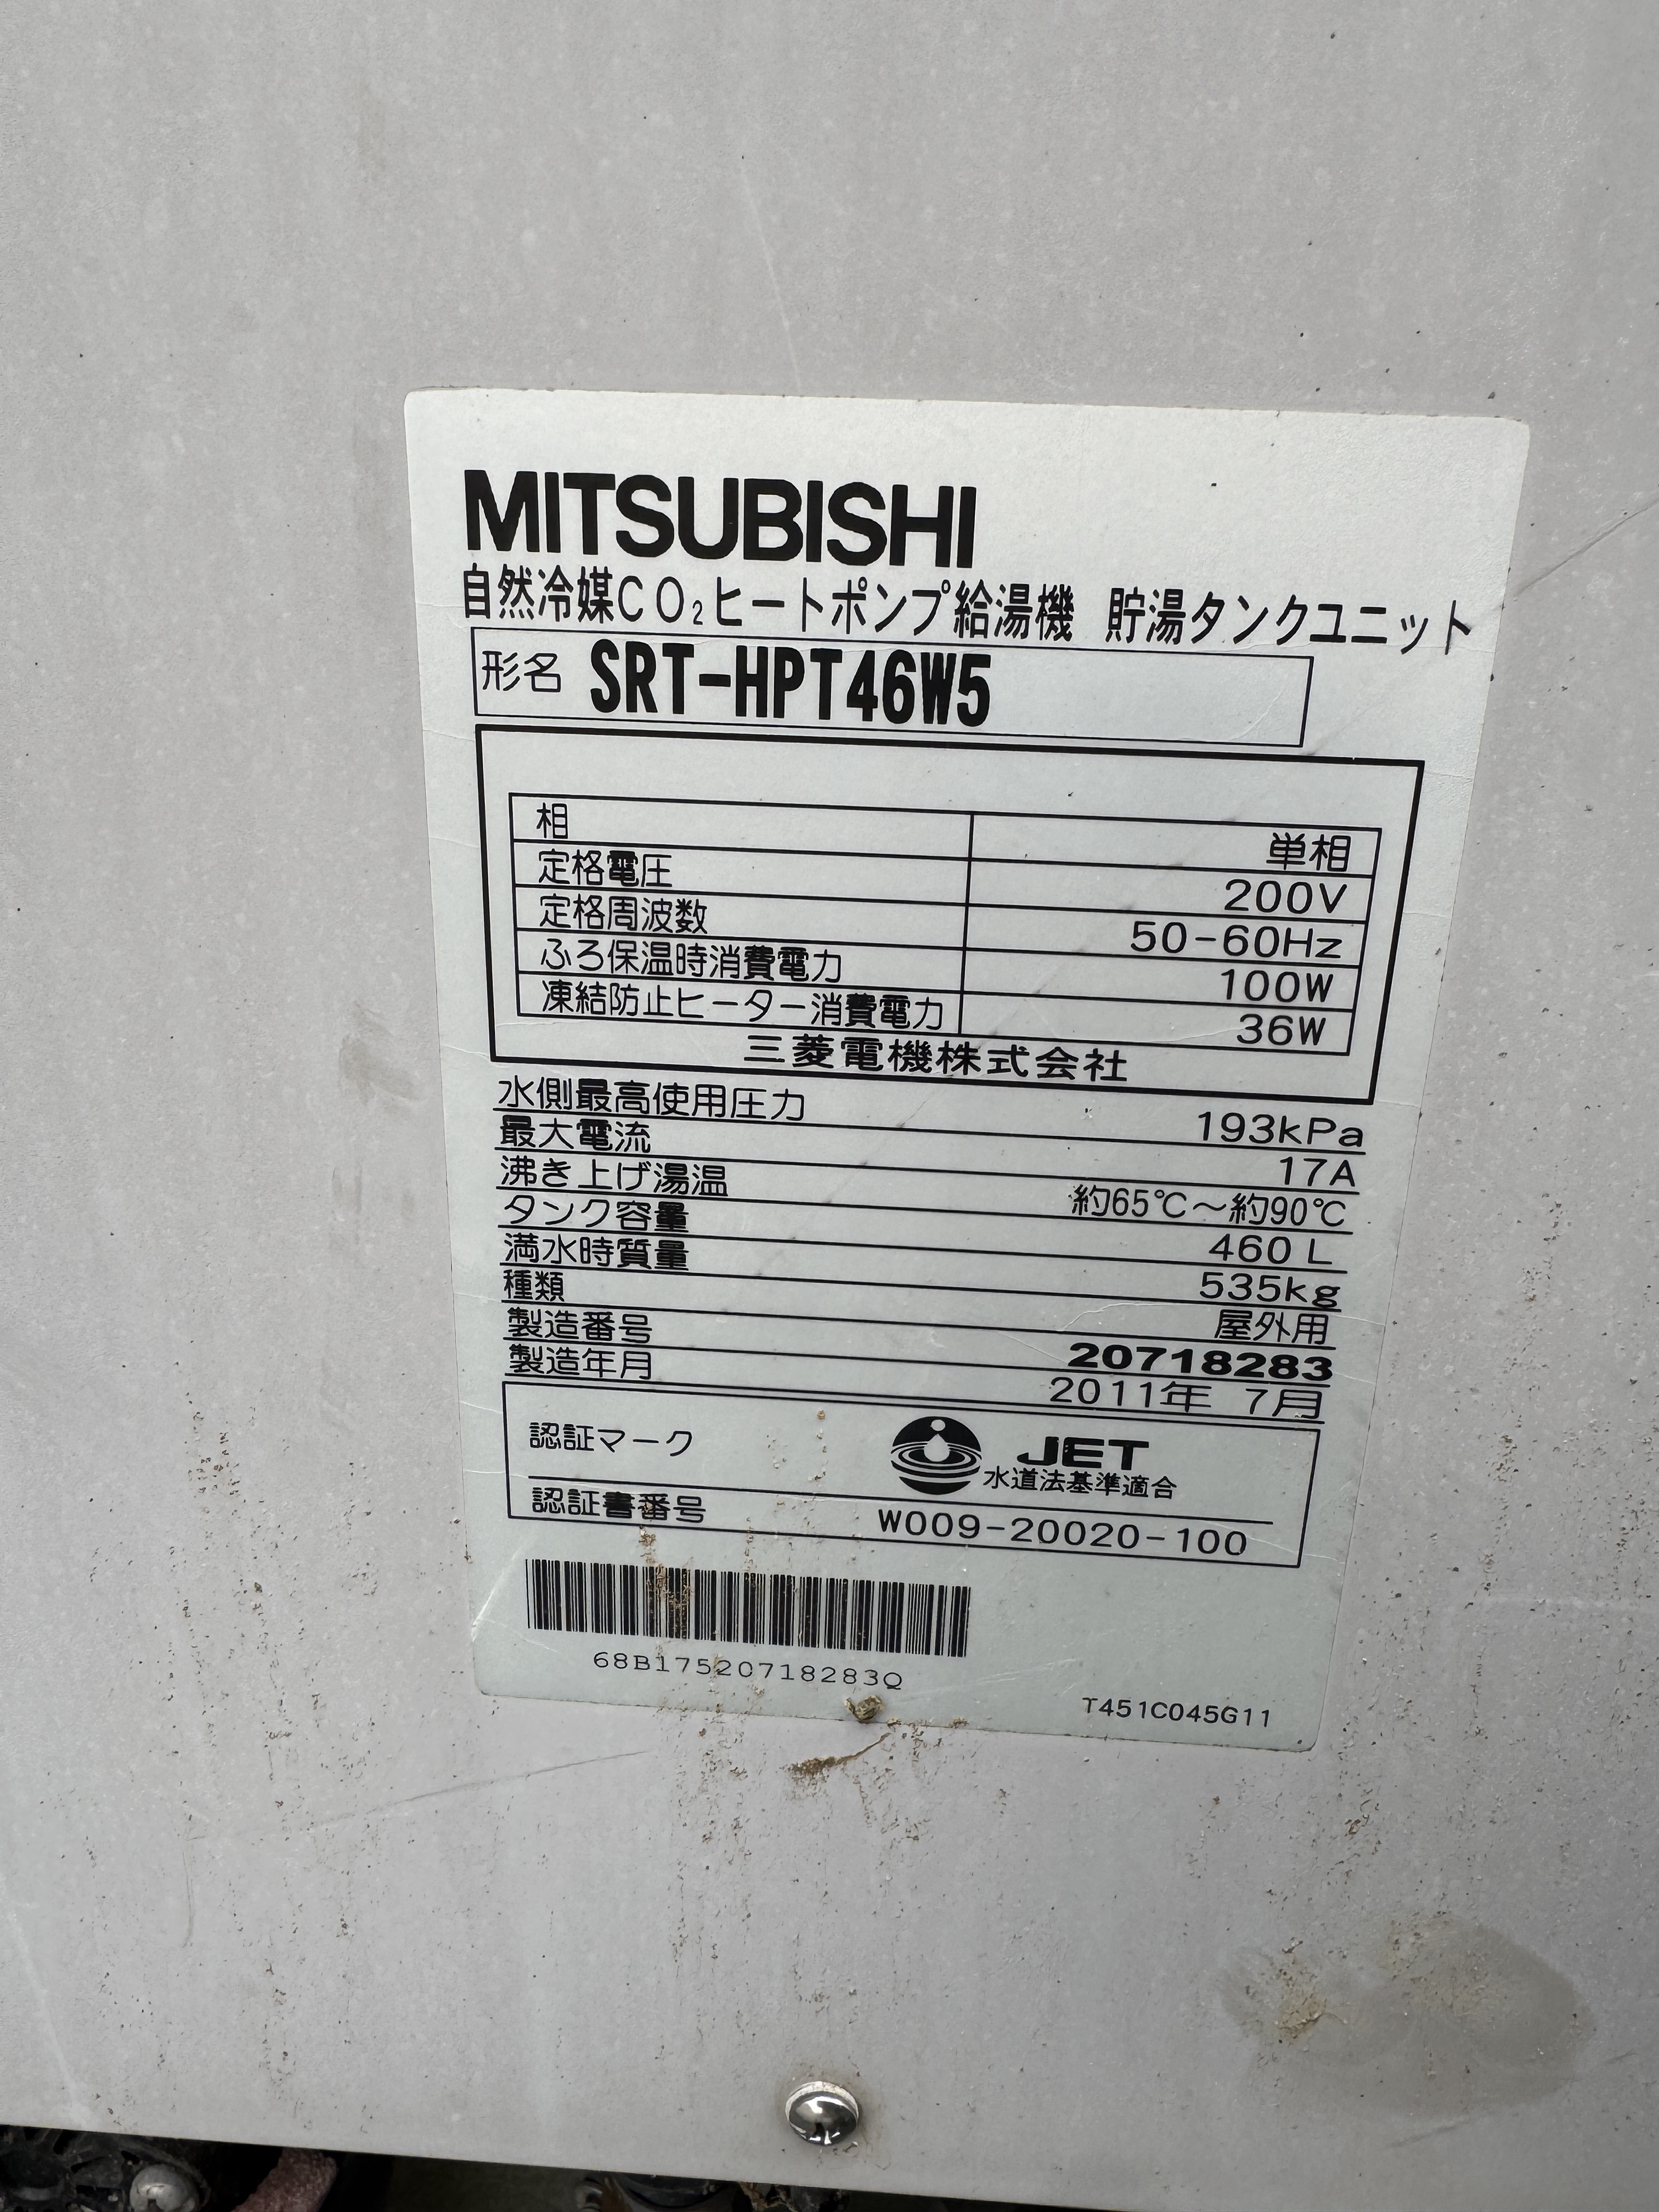 MITSUBISHI
自然冷媒CO₂ヒートポンプ給湯機 貯湯タンクユニット
形名 SRT-HPT46W5
相 単相
定格電圧 200V
定格周波数 50-60Hz
ふろ保温時消費電力 100W
凍結防止ヒーター消費電力 36W
三菱電機株式会社
水側最高使用圧力 193kPa
最大電流 17A
沸き上げ湯温 約65℃～約90℃
タンク容量 460L
満水時質量 535kg
種類 屋外用
製造番号 20718283
製造年月 2011年 7月
認証マーク JET
水道法基準適合
認証書番号 W009-20020-100
68B17520718283Q
T451C045G11